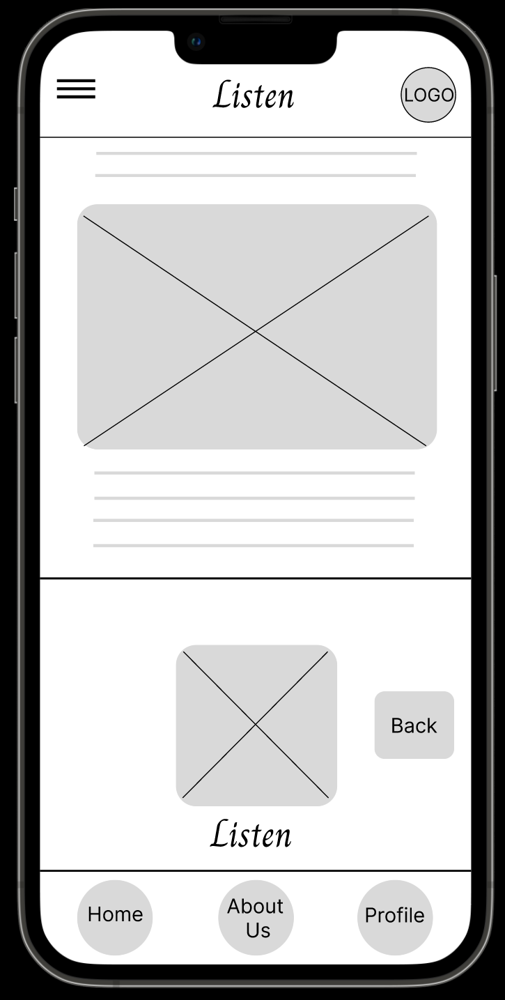 Listen
LOGO
Back
Listen
Home
About
Us
Profile